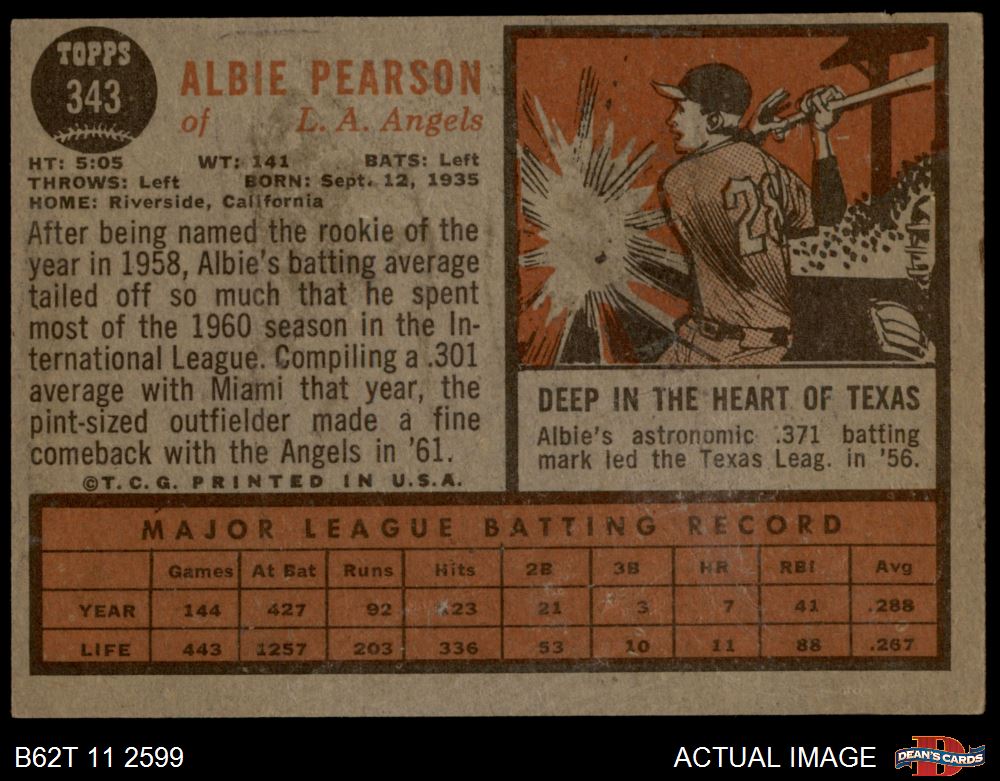 TOPPS
343
ALBIE PEARSON
of L. A. Angels
HT: 5:05 WT: 141 BATS: Left
THROWS: Left BORN: Sept. 12, 1935
HOME: Riverside, California
After being named the rookie of the
year in 1958, Albie's batting average
tailed off so much that he spent
most of the 1960 season in the In-
ternational League. Compiling a .301
average with Miami that year, the
pint-sized outfielder made a fine
comeback with the Angels in '61.
©T.C.G. PRINTED IN U.S.A.
DEEP IN THE HEART OF TEXAS
Albie's astronomic .371 batting
mark led the Texas Leag. in '56.
MAJOR LEAGUE BATTING RECORD
Games At Bat Runs Hits 2B 3B HR RBI Avg
YEAR 144 427 92 123 21 3 7 41 .288
LIFE 443 1257 203 336 53 10 11 88 .267
B62T 11 2599
ACTUAL IMAGE
D
DEAN'S CARDS